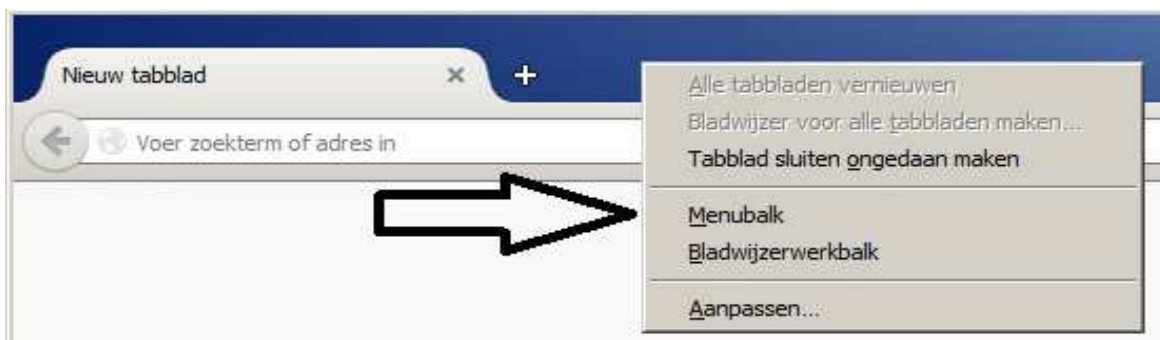 Nieuw tabblad
Voer zoekterm of adres in
Alle tabbladen vernieuwen
Bladwijzer voor alle tabbladen maken...
Tabblad sluiten ongedaan maken
Menubalk
Bladwijzerwerkbalk
Aanpassen...